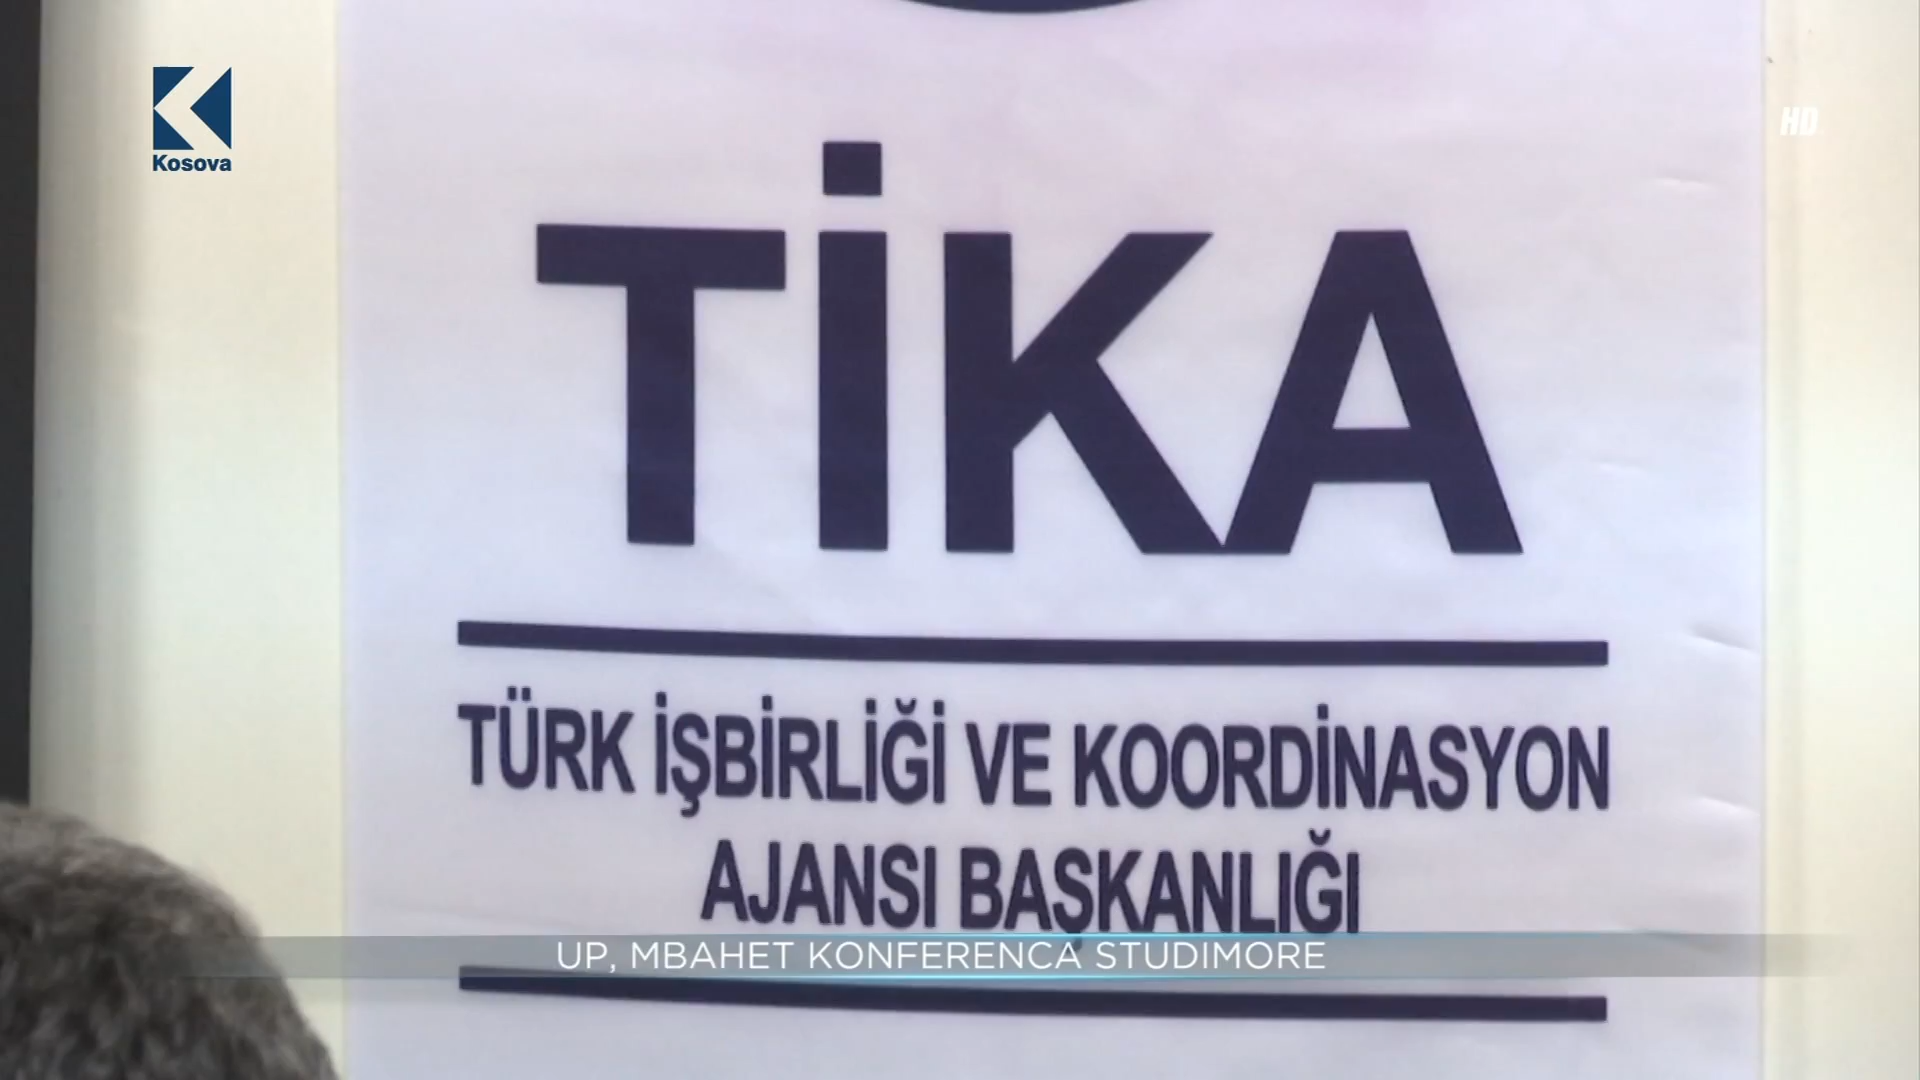 Kosova
HD
TİKA
TÜRK İŞBİRLİĞİ VE KOORDİNASYON
AJANSI BAŞKANLIĞI
UP, MBAHET KONFERENCA STUDIMORE